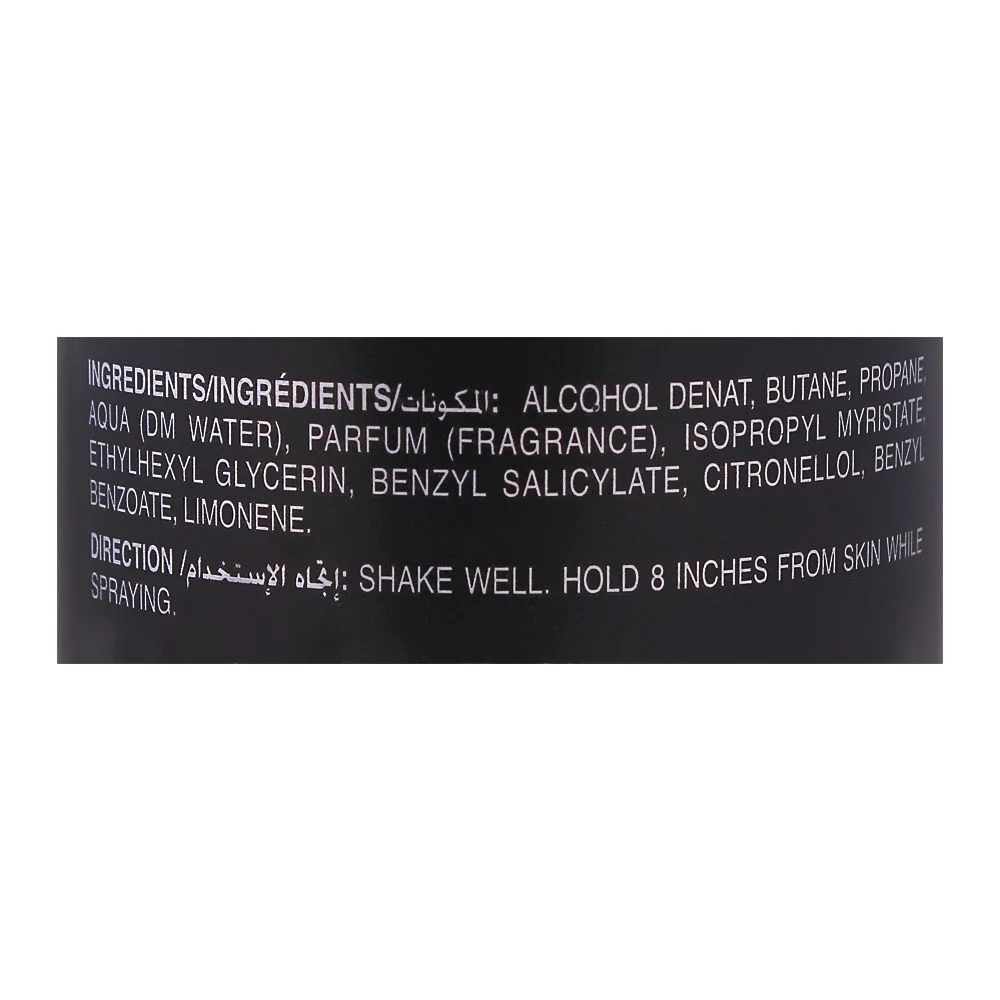 INGREDIENTS/INGRÉDIENTS/المكونات: ALCOHOL DENAT, BUTANE, PROPANE,
AQUA (DM WATER), PARFUM (FRAGRANCE), ISOPROPYL MYRISTATE,
ETHYLHEXYL GLYCERIN, BENZYL SALICYLATE, CITRONELLOL, BENZYL
BENZOATE, LIMONENE.
DIRECTION /إتجاه الإستخدام: SHAKE WELL. HOLD 8 INCHES FROM SKIN WHILE
SPRAYING.